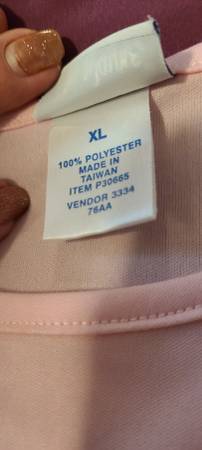 XL
100% POLYESTER
MADE IN
TAIWAN
ITEM P30665
VENDOR 3334
76AA